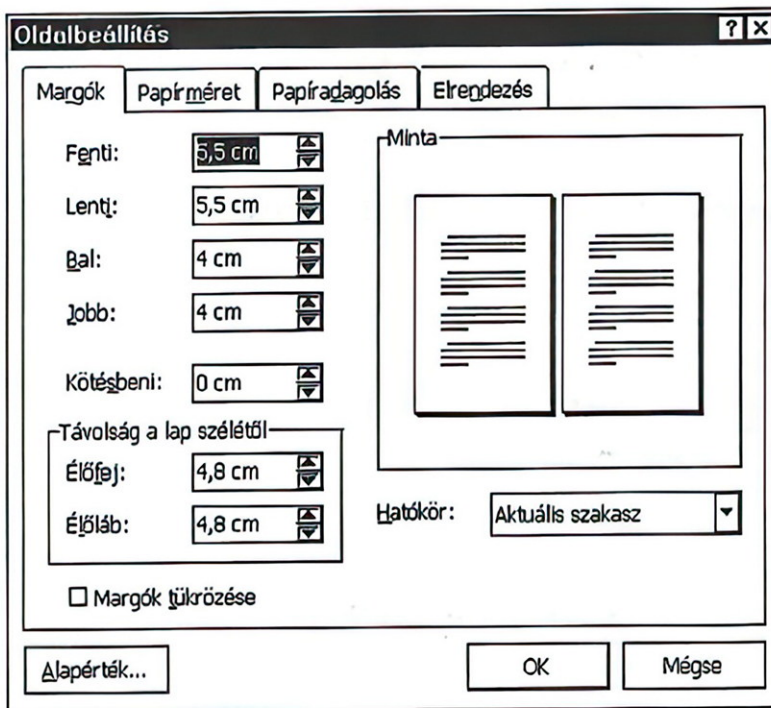 Oldalbeállítás
Margók Papírméret Papíradagolás Elrendezés
Fenti: 5,5 cm
Lenti: 5,5 cm
Bal: 4 cm
Jobb: 4 cm
Kötésbeni: 0 cm
Távolság a lap szélétől
Élőfej: 4,8 cm
Élőláb: 4,8 cm
Margók tükrözése
Minta
Hatókör: Aktuális szakasz
Alapérték... OK Mégse